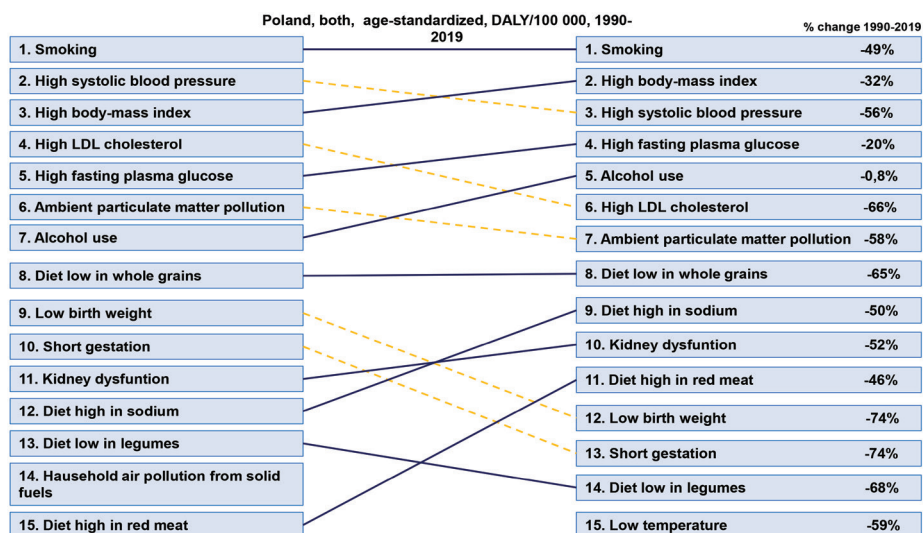 Poland, both, age-standardized, DALY/100 000, 1990-
2019
% change 1990-2019
1. Smoking
2. High systolic blood pressure
3. High body-mass index
4. High LDL cholesterol
5. High fasting plasma glucose
6. Ambient particulate matter pollution
7. Alcohol use
8. Diet low in whole grains
9. Low birth weight
10. Short gestation
11. Kidney dysfuntion
12. Diet high in sodium
13. Diet low in legumes
14. Hausehold air pollution from solid
fuels
15. Diet high in red meat
1. Smoking -49%
2. High body-mass index -32%
3. High systolic blood pressure -56%
4. High fasting plasma glucose -20%
5. Alcohol use -0,8%
6. High LDL cholesterol -66%
7. Ambient particulate matter pollution -58%
8. Diet low in whole grains -65%
9. Diet high in sodium -50%
10. Kidney dysfuntion -52%
11. Diet high in red meat -46%
12. Low birth weight -74%
13. Short gestation -74%
14. Diet low in legumes -68%
15. Low temperature -59%